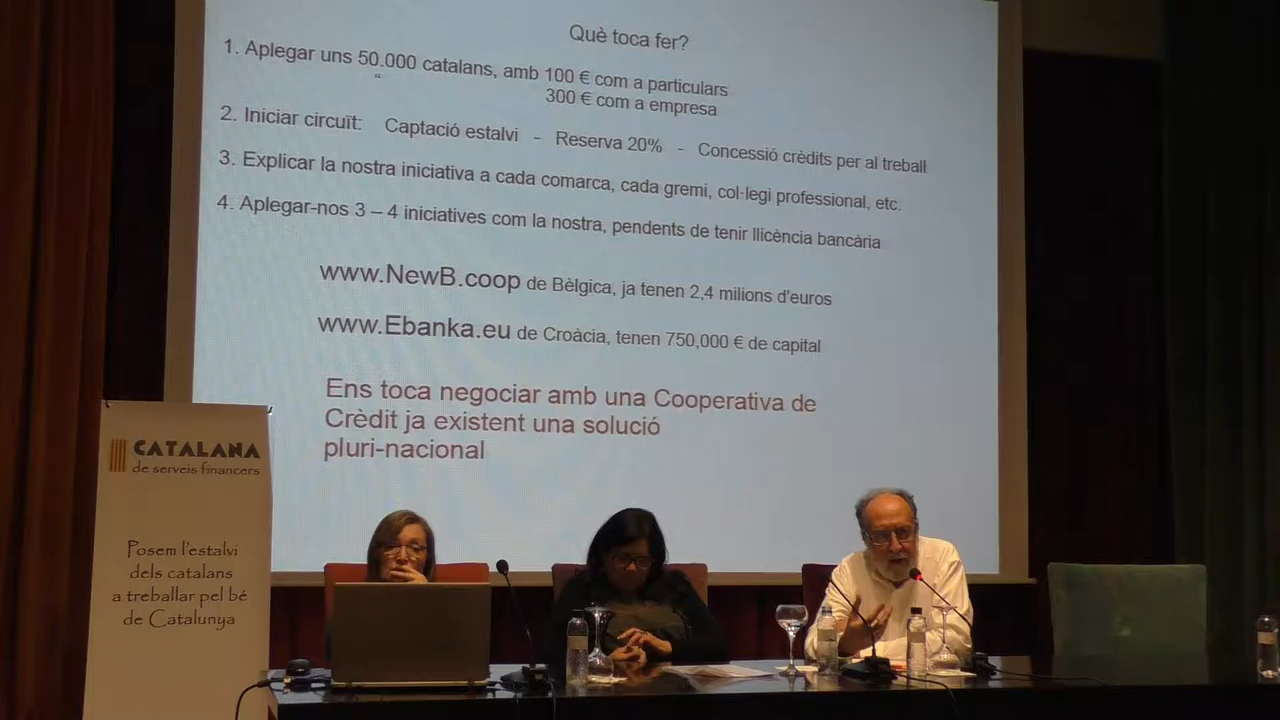 Què toca fer?
1. Aplegar uns 50.000 catalans, amb 100 € com a particulars
“
300 € com a empresa
2. Iniciar circuït: Captació estalvi - Reserva 20% - Concessió crèdits per al treball
3. Explicar la nostra iniciativa a cada comarca, cada gremi, col·legi professional, etc.
4. Aplegar-nos 3 – 4 iniciatives com la nostra, pendents de tenir llicència bancària
www.NewB.coop de Bèlgica, ja tenen 2,4 milions d'euros
www.Ebanka.eu de Croàcia, tenen 750,000 € de capital
Ens toca negociar amb una Cooperativa de
Crèdit ja existent una solució
pluri-nacional
CATALANA
de serveis financers
Posem l'estalvi
dels catalans
a treballar pel bé
de Catalunya